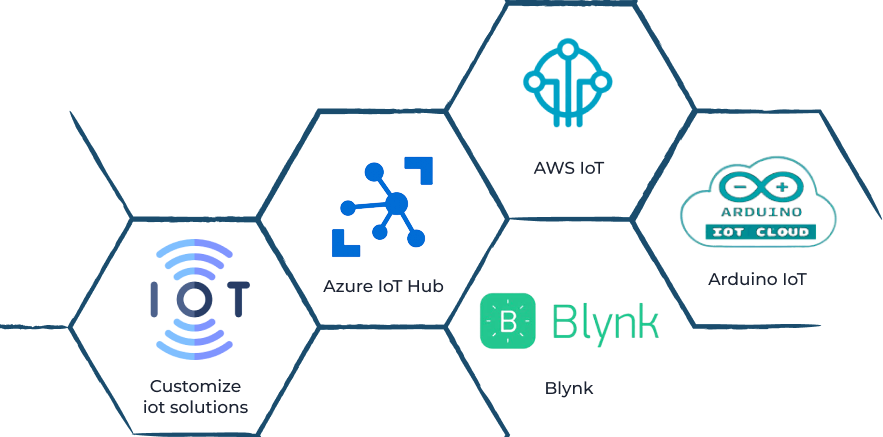 AWS IoT
ARDUINO
IOT CLOUD
Arduino IoT
Azure IoT Hub
B Blynk
Blynk
IOT
Customize
iot solutions